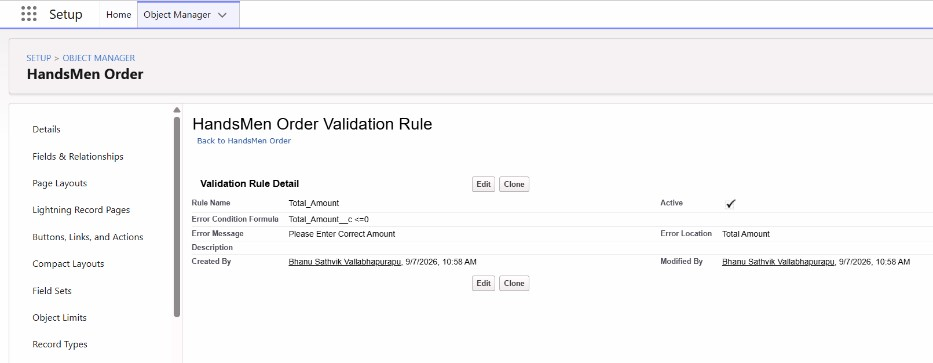 Setup Home Object Manager
SETUP > OBJECT MANAGER
HandsMen Order
Details
Fields & Relationships
Page Layouts
Lightning Record Pages
Buttons, Links, and Actions
Compact Layouts
Field Sets
Object Limits
Record Types
HandsMen Order Validation Rule
Back to HandsMen Order
Validation Rule Detail Edit Clone
Rule Name Total_Amount Active
Error Condition Formula Total_Amount__c <=0
Error Message Please Enter Correct Amount Error Location Total Amount
Description
Created By Bhanu Sathvik Vallabhapurapu, 9/7/2026, 10:58 AM Modified By Bhanu Sathvik Vallabhapurapu, 9/7/2026, 10:58 AM
Edit Clone